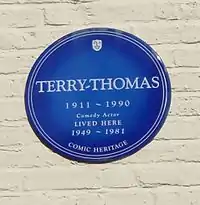 TERRY-THOMAS
1911 ~ 1990
Comedy Actor
LIVED HERE
1949 ~ 1981
COMIC HERITAGE